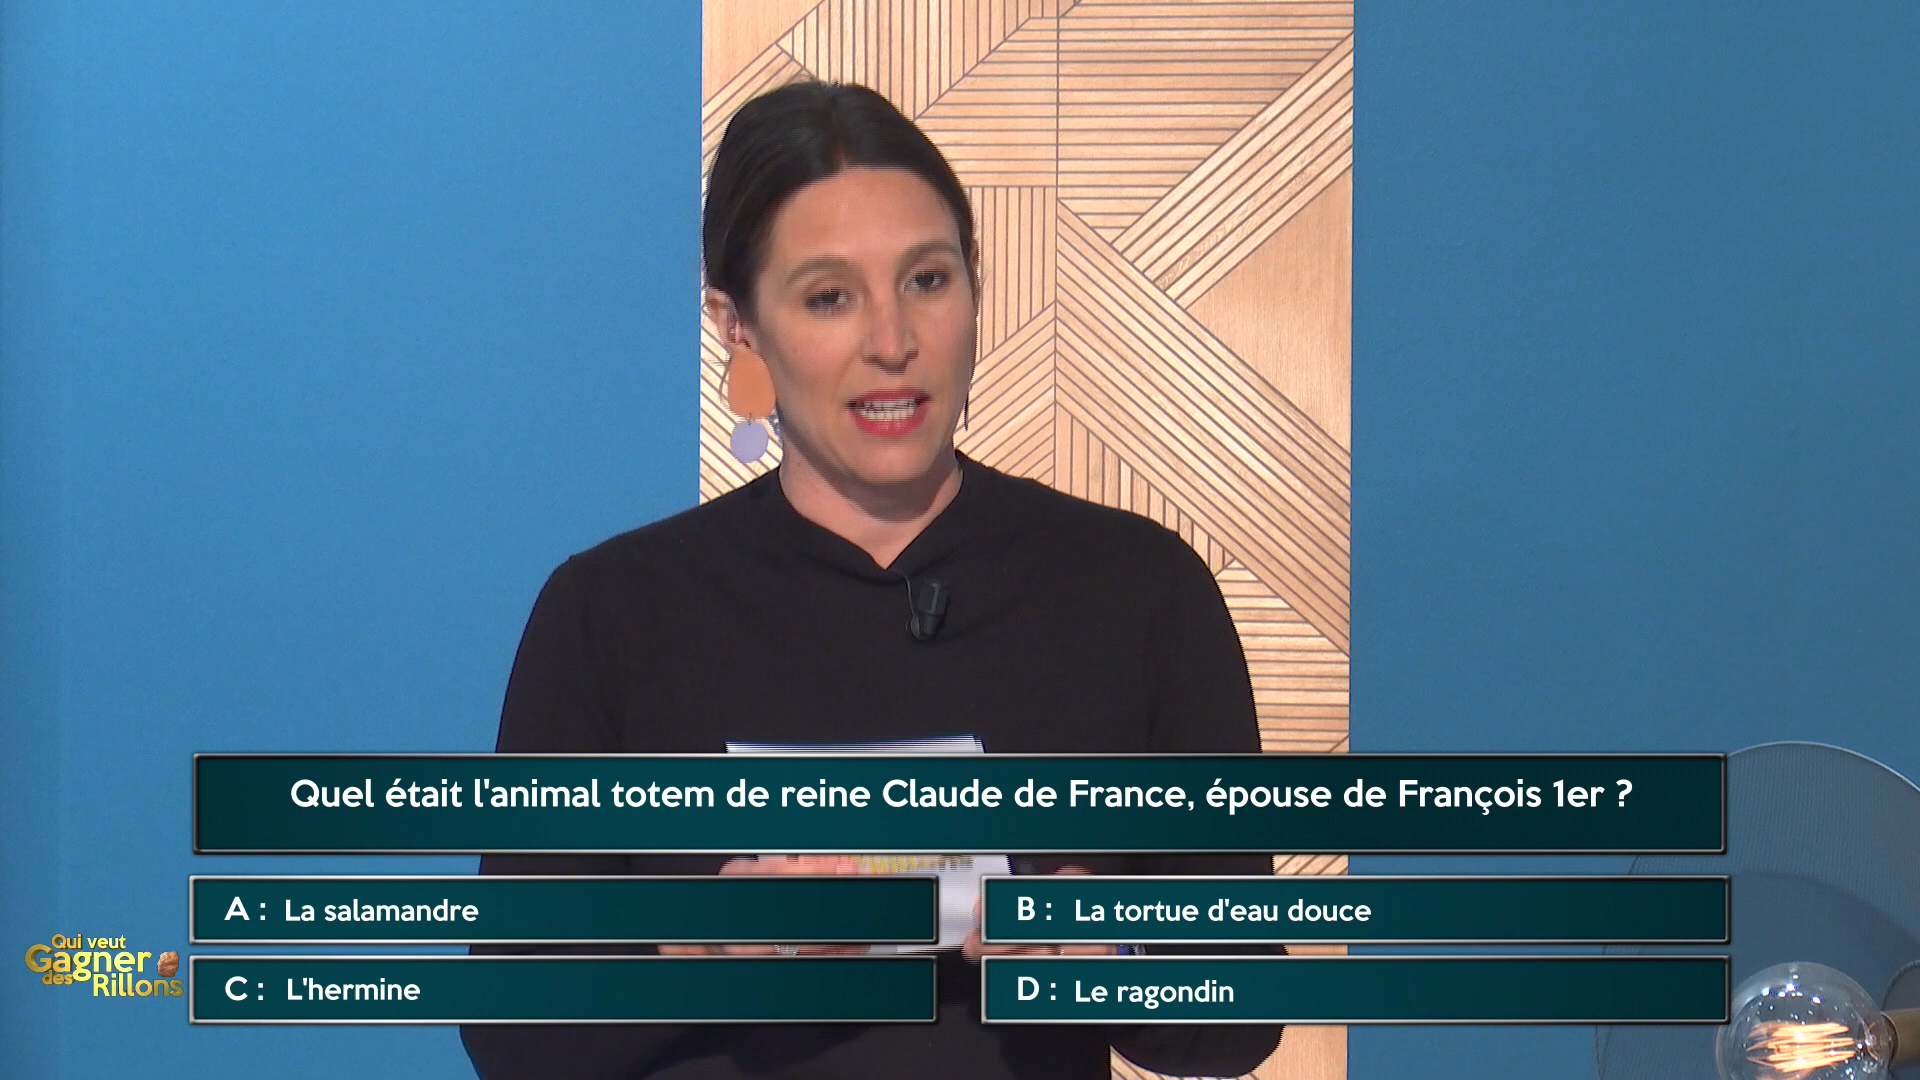 Quel était l'animal totem de reine Claude de France, épouse de François 1er ?
A : La salamandre
B : La tortue d'eau douce
C : L'hermine
D : Le ragondin
Qui veut
Gagner
des Rillons